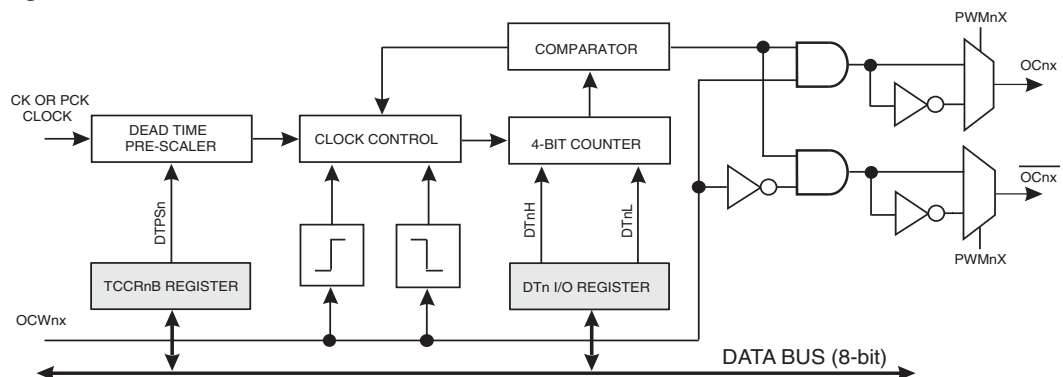 PWMnX
COMPARATOR
OCnx
CK OR PCK
CLOCK
DEAD TIME
PRE-SCALER
CLOCK CONTROL
4-BIT COUNTER
OCnx
DTPSn
DTnH
DTnL
PWMnX
TCCRnB REGISTER
DTn I/O REGISTER
OCWnx
DATA BUS (8-bit)